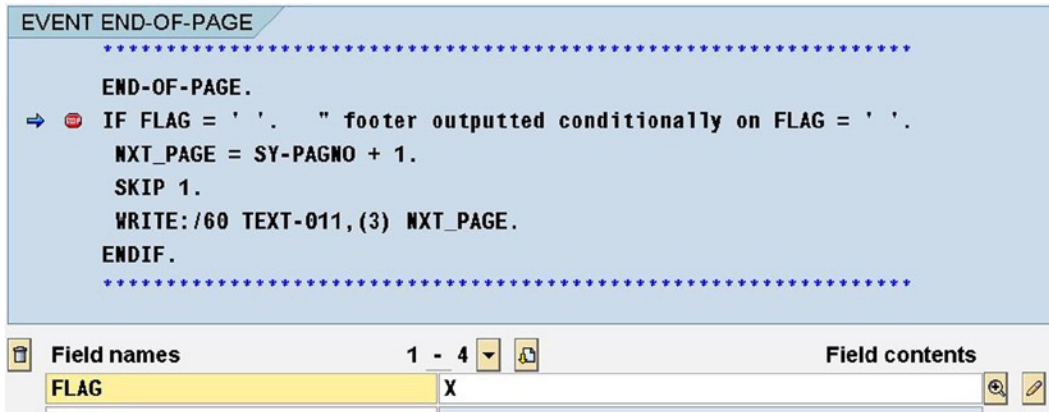 EVENT END-OF-PAGE
****************************************************************
END-OF-PAGE.
STOP IF FLAG = ' '. " footer outputted conditionally on FLAG = ' '.
NXT_PAGE = SY-PAGNO + 1.
SKIP 1.
WRITE:/60 TEXT-011,(3) NXT_PAGE.
ENDIF.
****************************************************************
Field names 1 - 4 Field contents
FLAG X